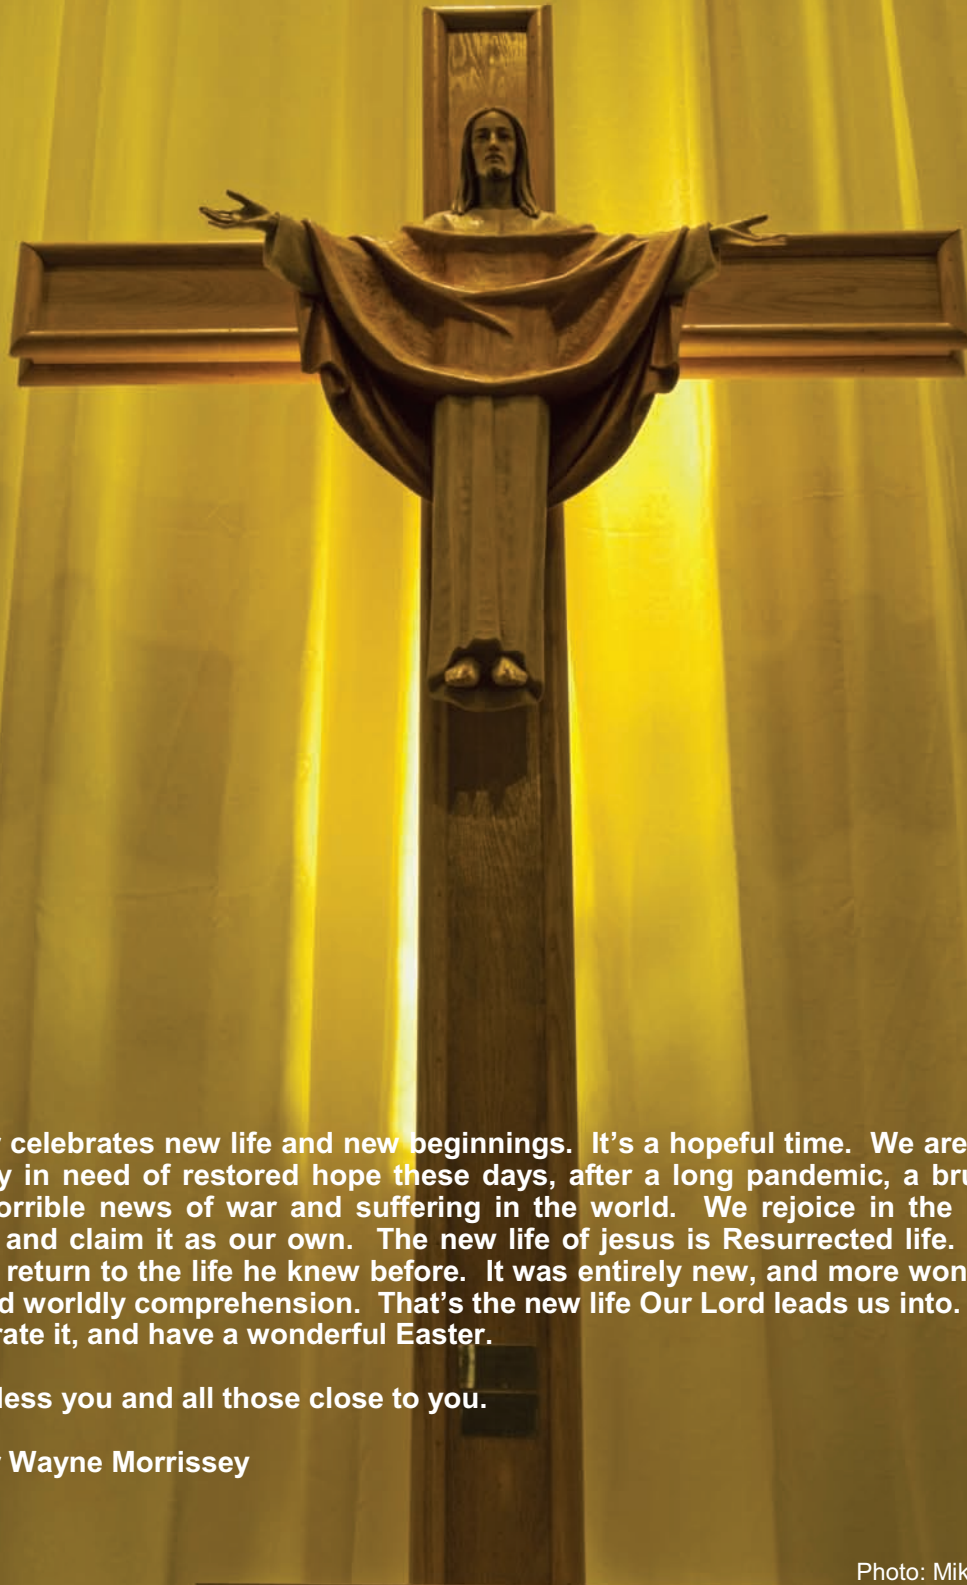 celebrates new life and new beginnings. It's a hopeful time. We are
y in need of restored hope these days, after a long pandemic, a bru
orrible news of war and suffering in the world. We rejoice in the
and claim it as our own. The new life of jesus is Resurrected life.
return to the life he knew before. It was entirely new, and more won
d worldly comprehension. That's the new life Our Lord leads us into.
rate it, and have a wonderful Easter.
less you and all those close to you.
Wayne Morrissey
Photo: Mik